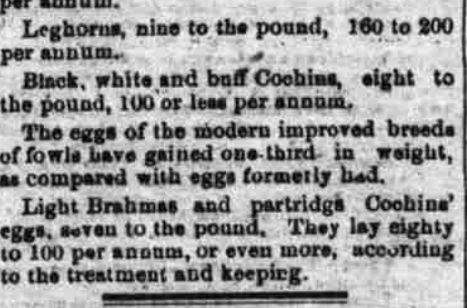 per annum.
Leghorns, nine to the pound, 160 to 200
per annum.
Black, white and buff Cochins, eight to
the pound, 100 or less per annum.
The eggs of the modern improved breeds
of fowls have gained one-third in weight,
as compared with eggs formerly had.
Light Brahmas and partridge Cochins'
eggs, seven to the pound. They lay eighty
to 100 per annum, or even more, according
to the treatment and keeping.